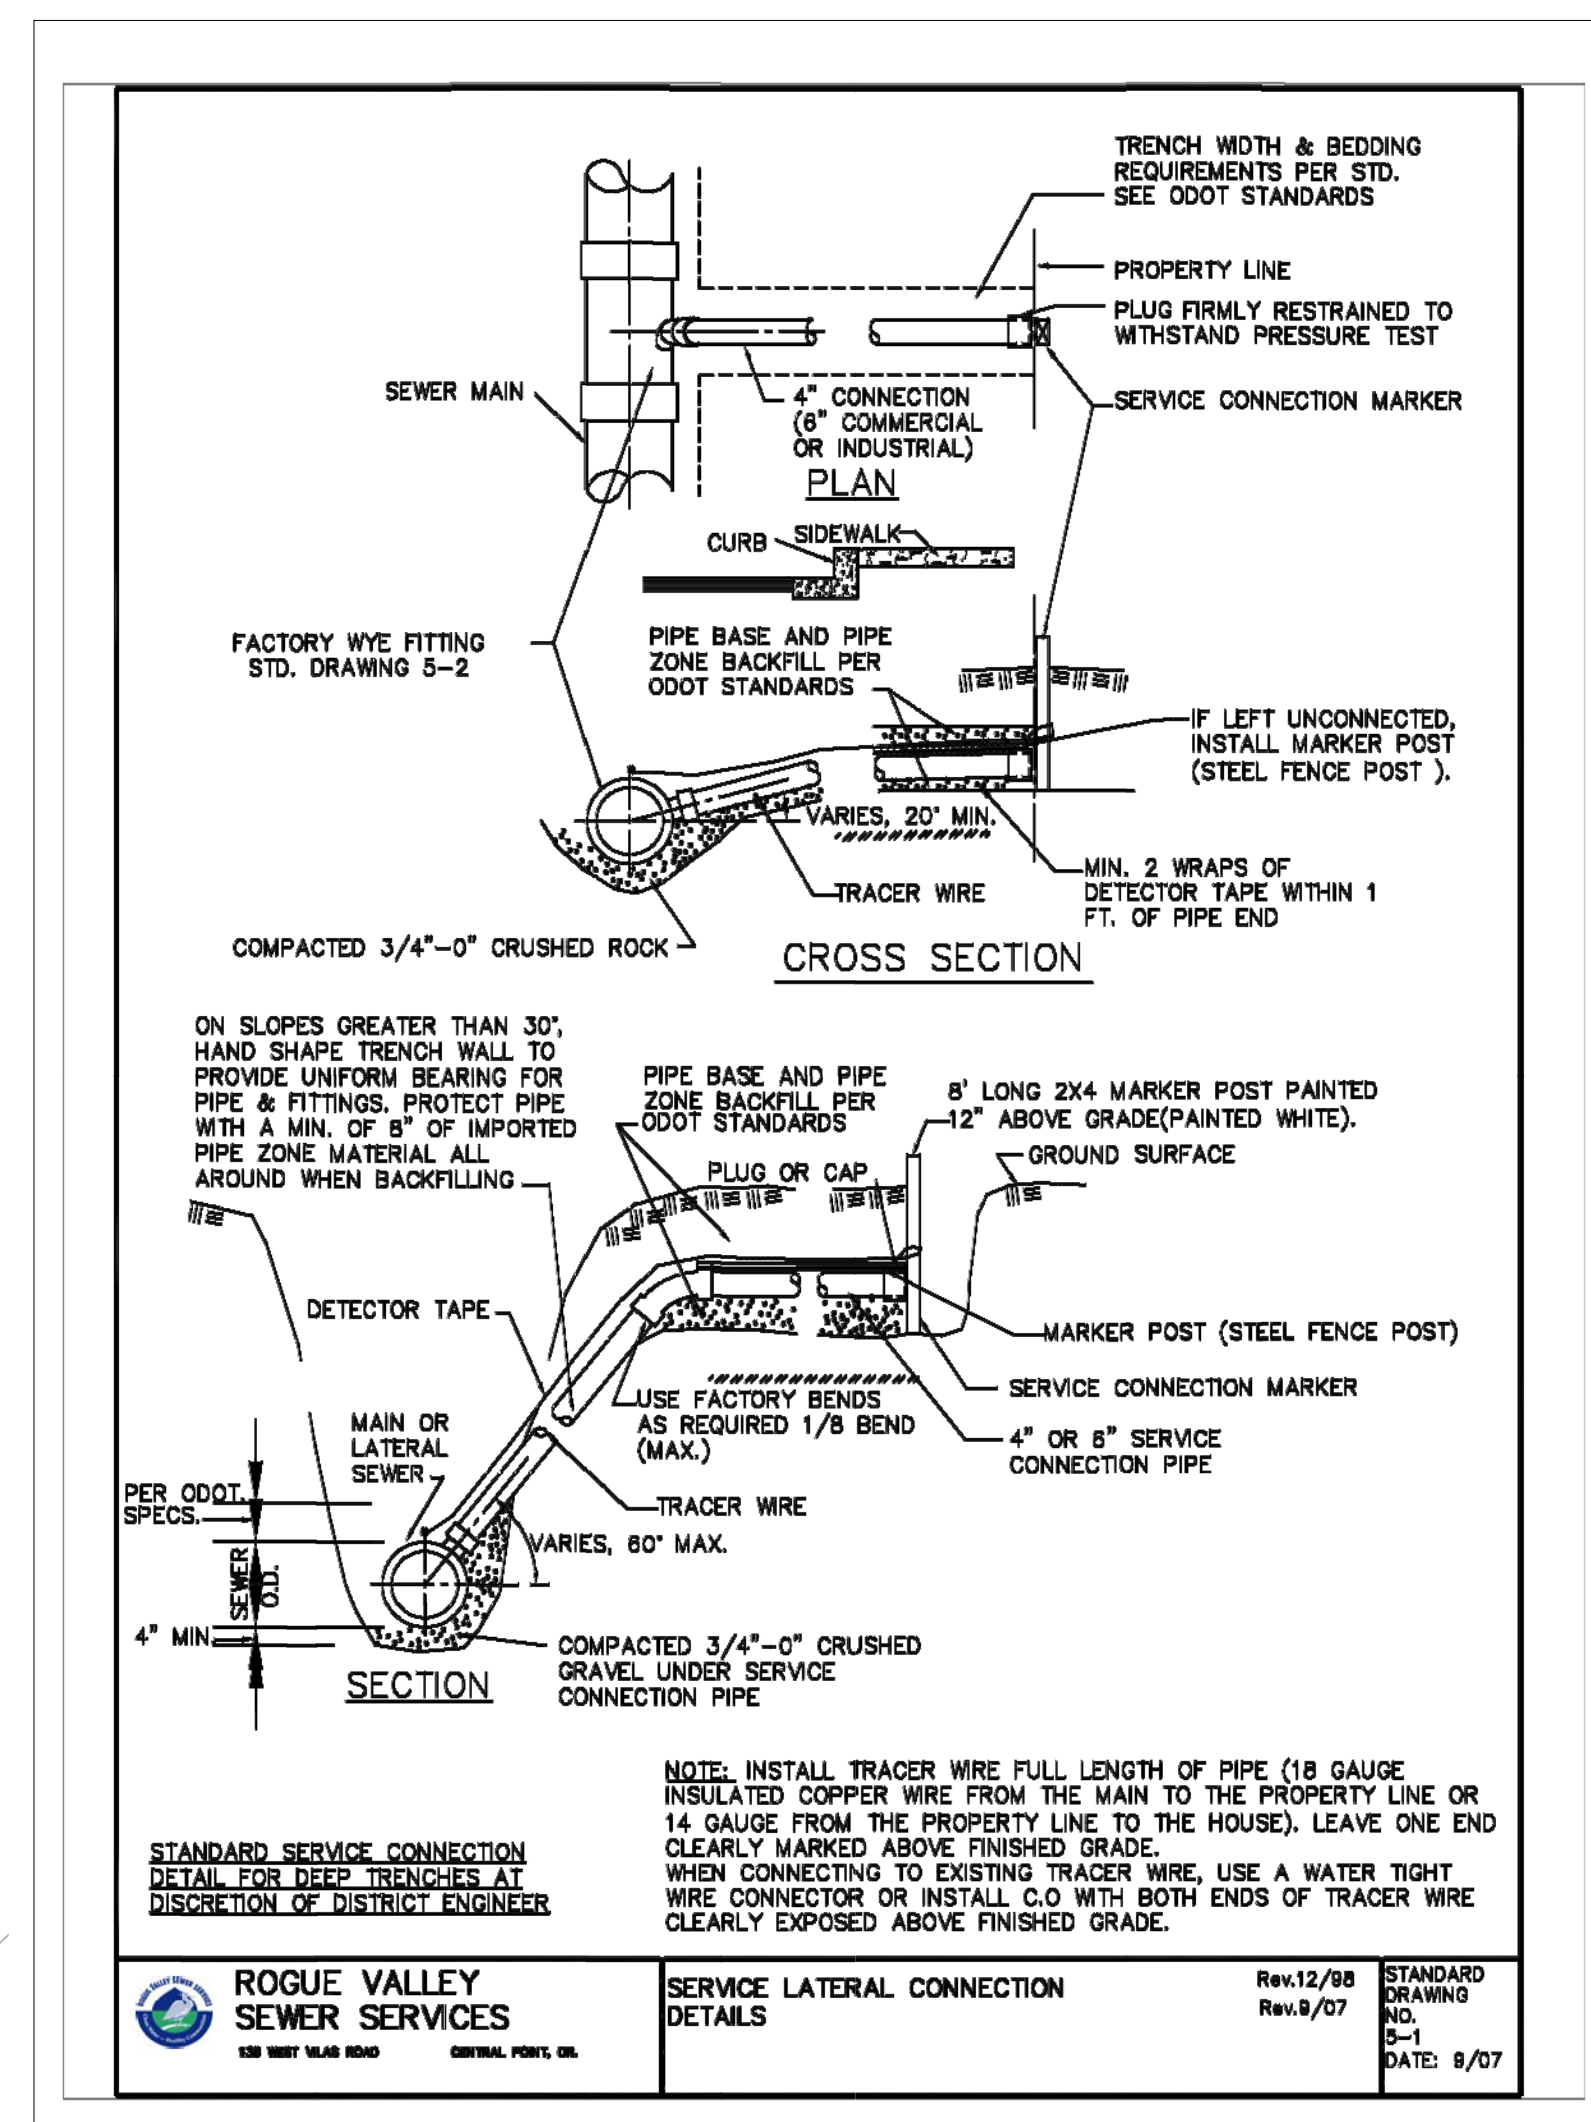 TRENCH WIDTH & BEDDING
REQUIREMENTS PER STD.
SEE ODOT STANDARDS
PROPERTY LINE
PLUG FIRMLY RESTRAINED TO
WITHSTAND PRESSURE TEST
SEWER MAIN
4" CONNECTION
(6" COMMERCIAL
OR INDUSTRIAL)
SERVICE CONNECTION MARKER
PLAN
CURB
SIDEWALK
FACTORY WYE FITTING
STD. DRAWING 5-2
PIPE BASE AND PIPE
ZONE BACKFILL PER
ODOT STANDARDS
IF LEFT UNCONNECTED,
INSTALL MARKER POST
(STEEL FENCE POST ).
VARIES, 20° MIN.
TRACER WIRE
MIN. 2 WRAPS OF
DETECTOR TAPE WITHIN 1
FT. OF PIPE END
COMPACTED 3/4"-0" CRUSHED ROCK
CROSS SECTION
ON SLOPES GREATER THAN 30°,
HAND SHAPE TRENCH WALL TO
PROVIDE UNIFORM BEARING FOR
PIPE & FITTINGS. PROTECT PIPE
WITH A MIN. OF 8" OF IMPORTED
PIPE ZONE MATERIAL ALL
AROUND WHEN BACKFILLING
PIPE BASE AND PIPE
ZONE BACKFILL PER
ODOT STANDARDS
8' LONG 2X4 MARKER POST PAINTED
12" ABOVE GRADE(PAINTED WHITE).
GROUND SURFACE
PLUG OR CAP
DETECTOR TAPE
MARKER POST (STEEL FENCE POST)
SERVICE CONNECTION MARKER
USE FACTORY BENDS
AS REQUIRED 1/8 BEND
(MAX.)
4" OR 6" SERVICE
CONNECTION PIPE
MAIN OR
LATERAL
SEWER
PER ODOT.
SPECS.
TRACER WIRE
VARIES, 60° MAX.
SEWER
O.D.
4" MIN.
COMPACTED 3/4"-0" CRUSHED
GRAVEL UNDER SERVICE
CONNECTION PIPE
SECTION
NOTE: INSTALL TRACER WIRE FULL LENGTH OF PIPE (18 GAUGE
INSULATED COPPER WIRE FROM THE MAIN TO THE PROPERTY LINE OR
14 GAUGE FROM THE PROPERTY LINE TO THE HOUSE). LEAVE ONE END
CLEARLY MARKED ABOVE FINISHED GRADE.
WHEN CONNECTING TO EXISTING TRACER WIRE, USE A WATER TIGHT
WIRE CONNECTOR OR INSTALL C.O WITH BOTH ENDS OF TRACER WIRE
CLEARLY EXPOSED ABOVE FINISHED GRADE.
STANDARD SERVICE CONNECTION
DETAIL FOR DEEP TRENCHES AT
DISCRETION OF DISTRICT ENGINEER
ROGUE VALLEY
SEWER SERVICES
138 WEST VILAS ROAD CENTRAL POINT, OR.
SERVICE LATERAL CONNECTION
DETAILS
Rev.12/98
Rev.9/07
STANDARD
DRAWING
NO.
5-1
DATE: 9/07